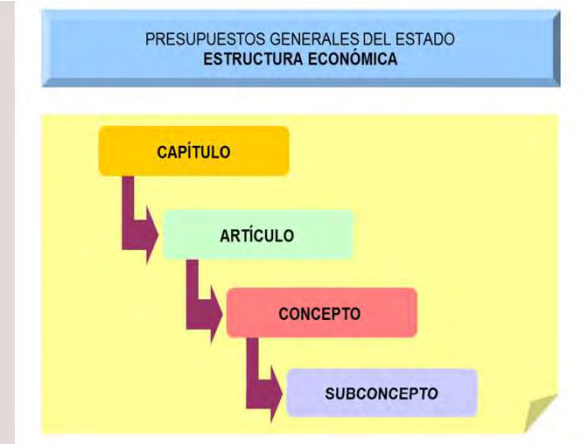 PRESUPUESTOS GENERALES DEL ESTADO
ESTRUCTURA ECONÓMICA
CAPÍTULO
ARTÍCULO
CONCEPTO
SUBCONCEPTO